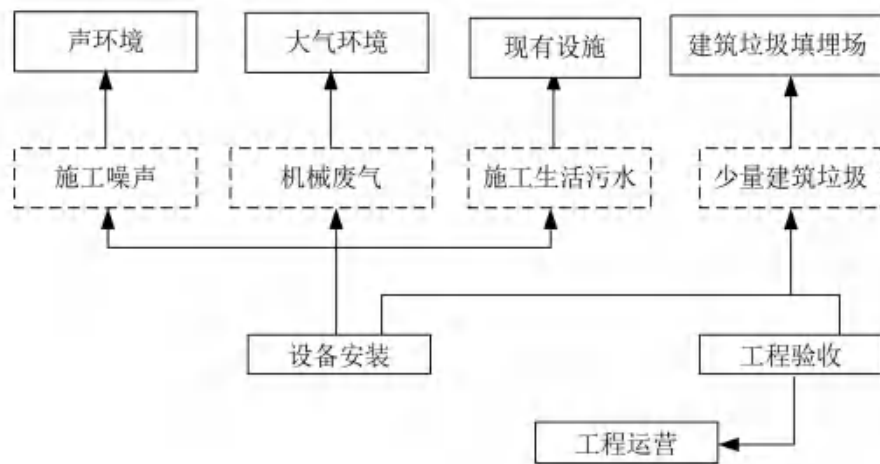 声环境
大气环境
现有设施
建筑垃圾填埋场
施工噪声
机械废气
施工生活污水
少量建筑垃圾
设备安装
工程验收
工程运营